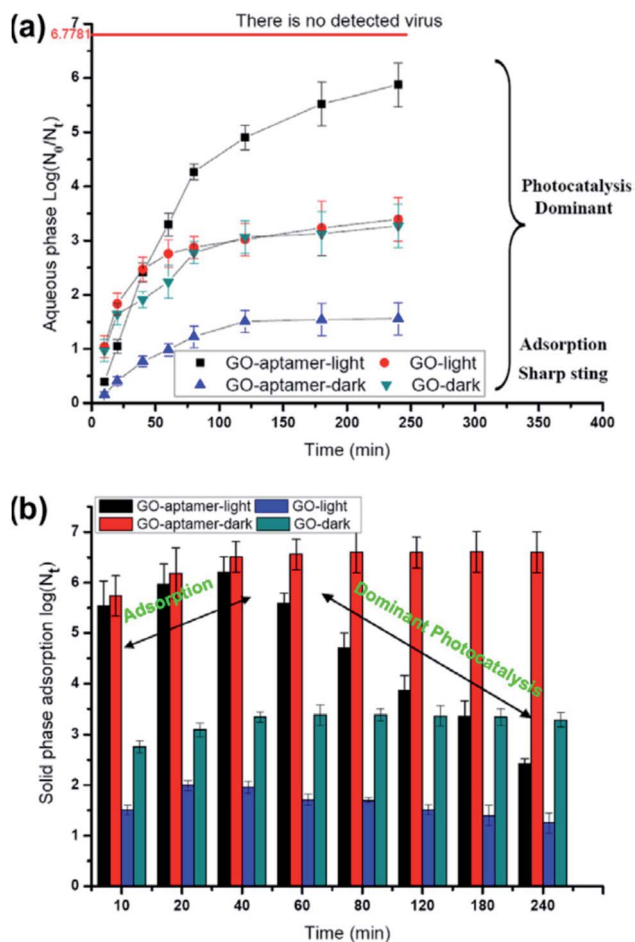 (a)
There is no detected virus
7
6.7781
6
5
4
3
2
1
0
Aqueous phase Log(N₀/Nₜ)
Photocatalysis
Dominant
Adsorption
Sharp sting
GO-aptamer-light
GO-light
GO-aptamer-dark
GO-dark
0 50 100 150 200 250 300 350 400
Time (min)
(b)
GO-aptamer-light GO-light
GO-aptamer-dark GO-dark
7
6
5
4
3
2
1
0
Solid phase adsorption log(Nₜ)
Adsorption
Dominant Photocatalysis
10 20 40 60 80 120 180 240
Time (min)